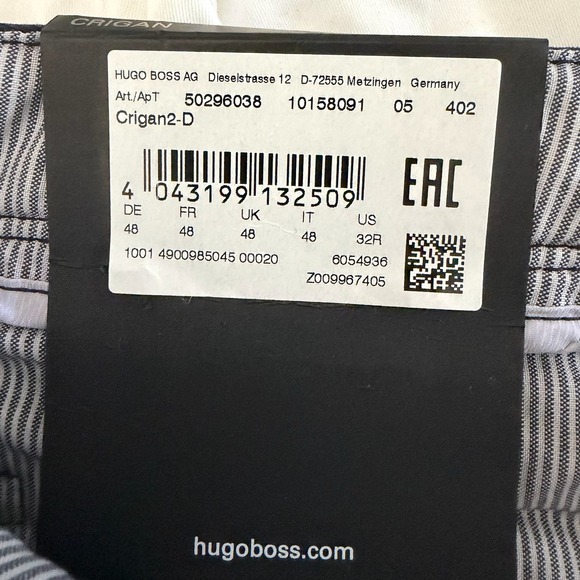 CRIGAN
HUGO BOSS AG Dieselstrasse 12 D-72555 Metzingen Germany
Art./ApT 50296038 10158091 05 402
Crigan2-D
4 043199 132509
EAC
DE FR UK IT US
48 48 48 48 32R
1001 4900985045 00020 6054936
Z009967405
hugoboss.com